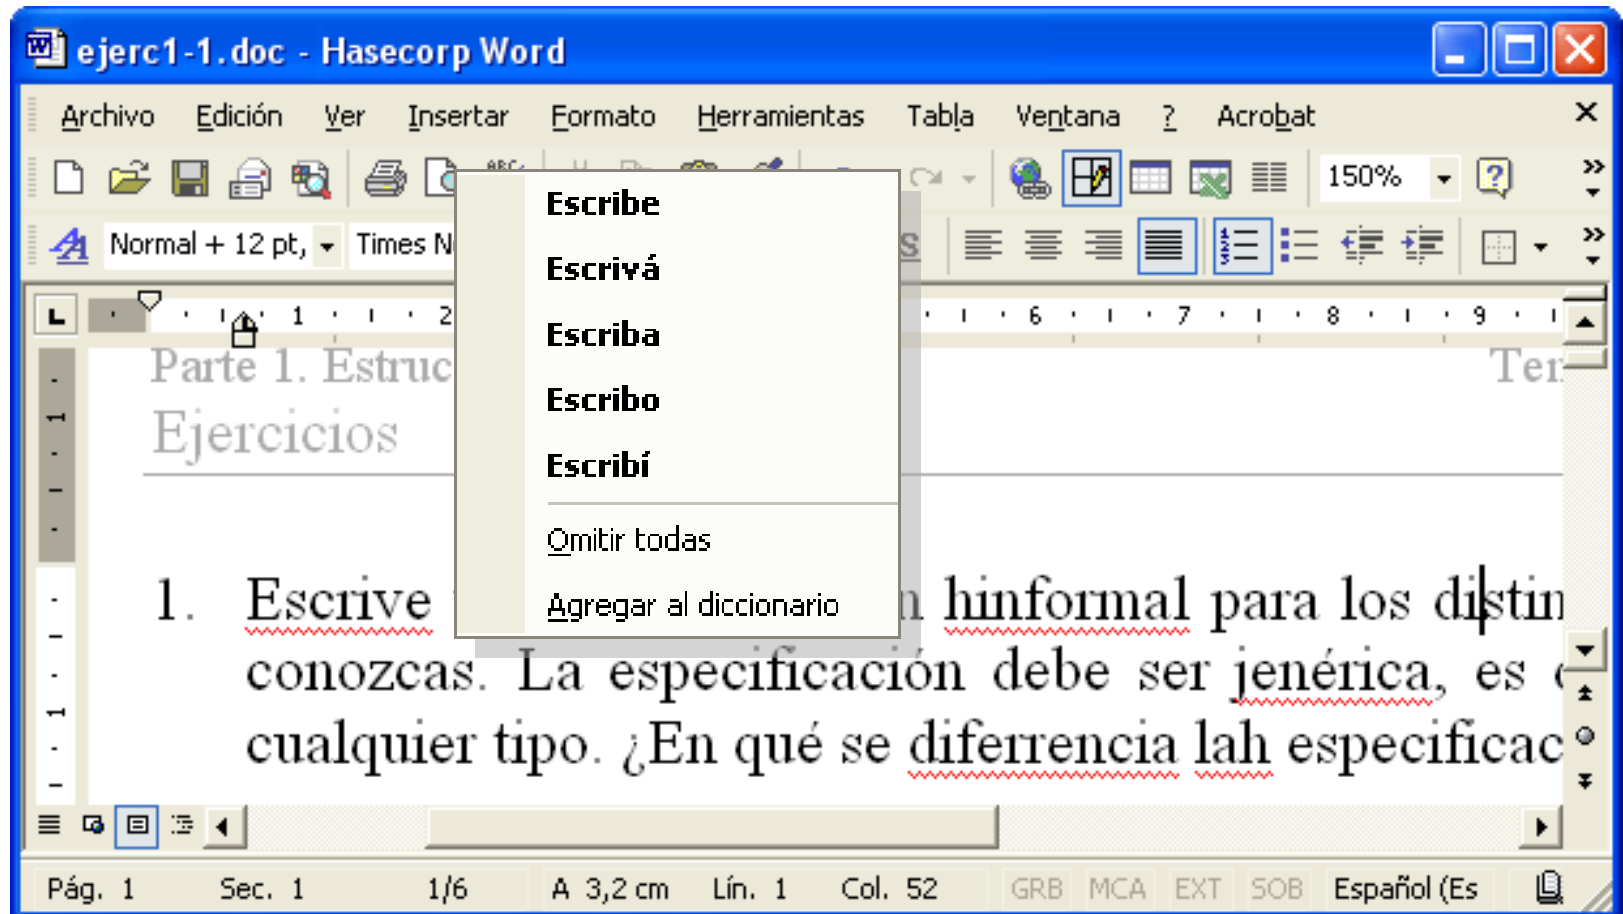 ejerc1-1.doc - Hasecorp Word
Archivo Edición Ver Insertar Formato Herramientas Tabla Ventana ? Acrobat
150%
Normal + 12 pt, Times N
1 2 6 7 8 9
Escribe
Escrivá
Escriba
Escribo
Escribí
Omitir todas
Agregar al diccionario
Parte 1. Estruc
Ejercicios
1. Escrive hinformal para los distin
conozcas. La especificación debe ser jenérica, es
cualquier tipo. ¿En qué se diferrencia lah especificac
Pág. 1 Sec. 1 1/6 A 3,2 cm Lín. 1 Col. 52 GRB MCA EXT SOB Español (Es